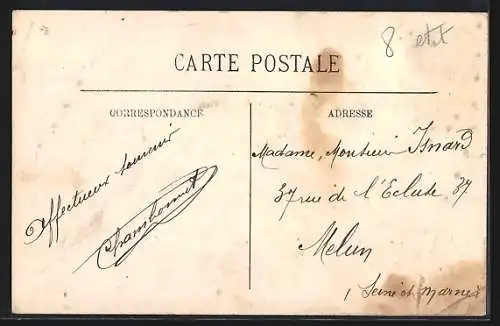 8 etit
CARTE POSTALE
CORRESPONDANCE
ADRESSE
Affectueux souvenir
Chambonnet
Madame, Monsieur Isnard
37 rue de l'Ecluse 37
Melun
Seine et Marne